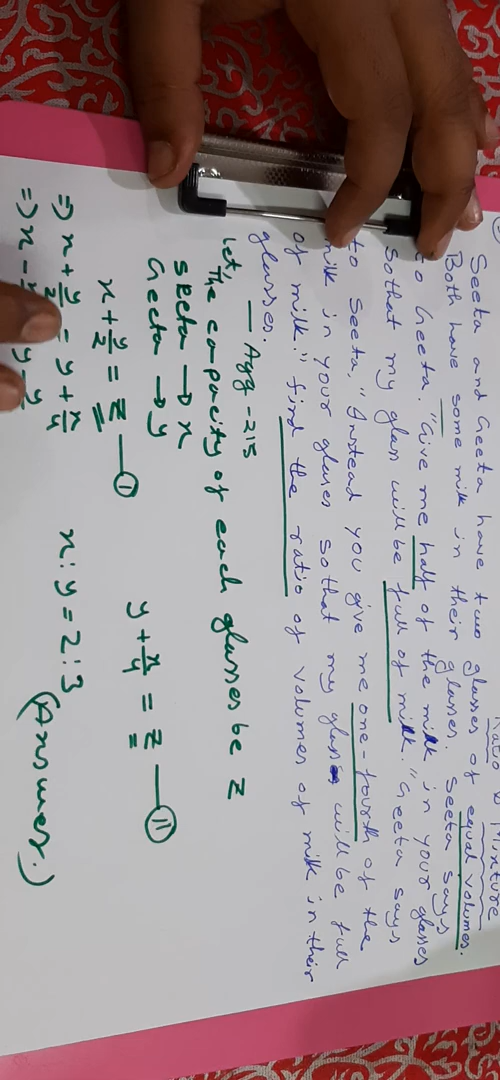 Ratio & Mixture
Seeta and Geeta have two glasses of equal volumes.
Both have some milk in their glasses. Seeta says
to Geeta. "Give me half of the milk in your glasses
so that my glass will be full of milk." Geeta says
to Seeta. "Instead you give me one-fourth of the
milk in your glasses so that my glass will be full
of milk." find the ratio of volumes of milk in their
glasses.
— Agg-215
Let, the capacity of each glasses be z
Seeta → x
Geeta → y
x + y/2 = z — (I)
y + x/4 = z — (II)
⇒ x + y/2 = y + x/4
⇒ x -
x : y = 2 : 3
(Answer.)